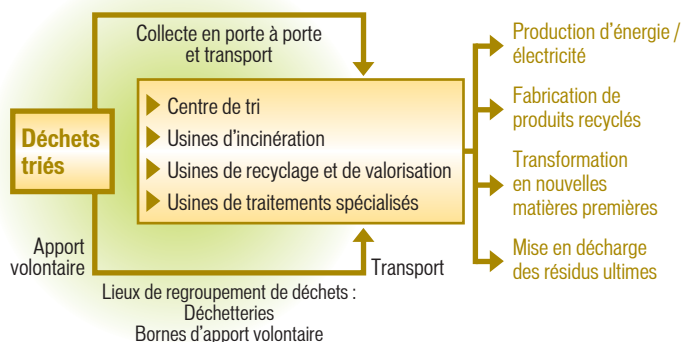 Collecte en porte à porte
et transport
Déchets
triés
Centre de tri
Usines d'incinération
Usines de recyclage et de valorisation
Usines de traitements spécialisés
Apport
volontaire
Transport
Lieux de regroupement de déchets :
Déchetteries
Bornes d'apport volontaire
Production d'énergie /
électricité
Fabrication de
produits recyclés
Transformation
en nouvelles
matières premières
Mise en décharge
des résidus ultimes